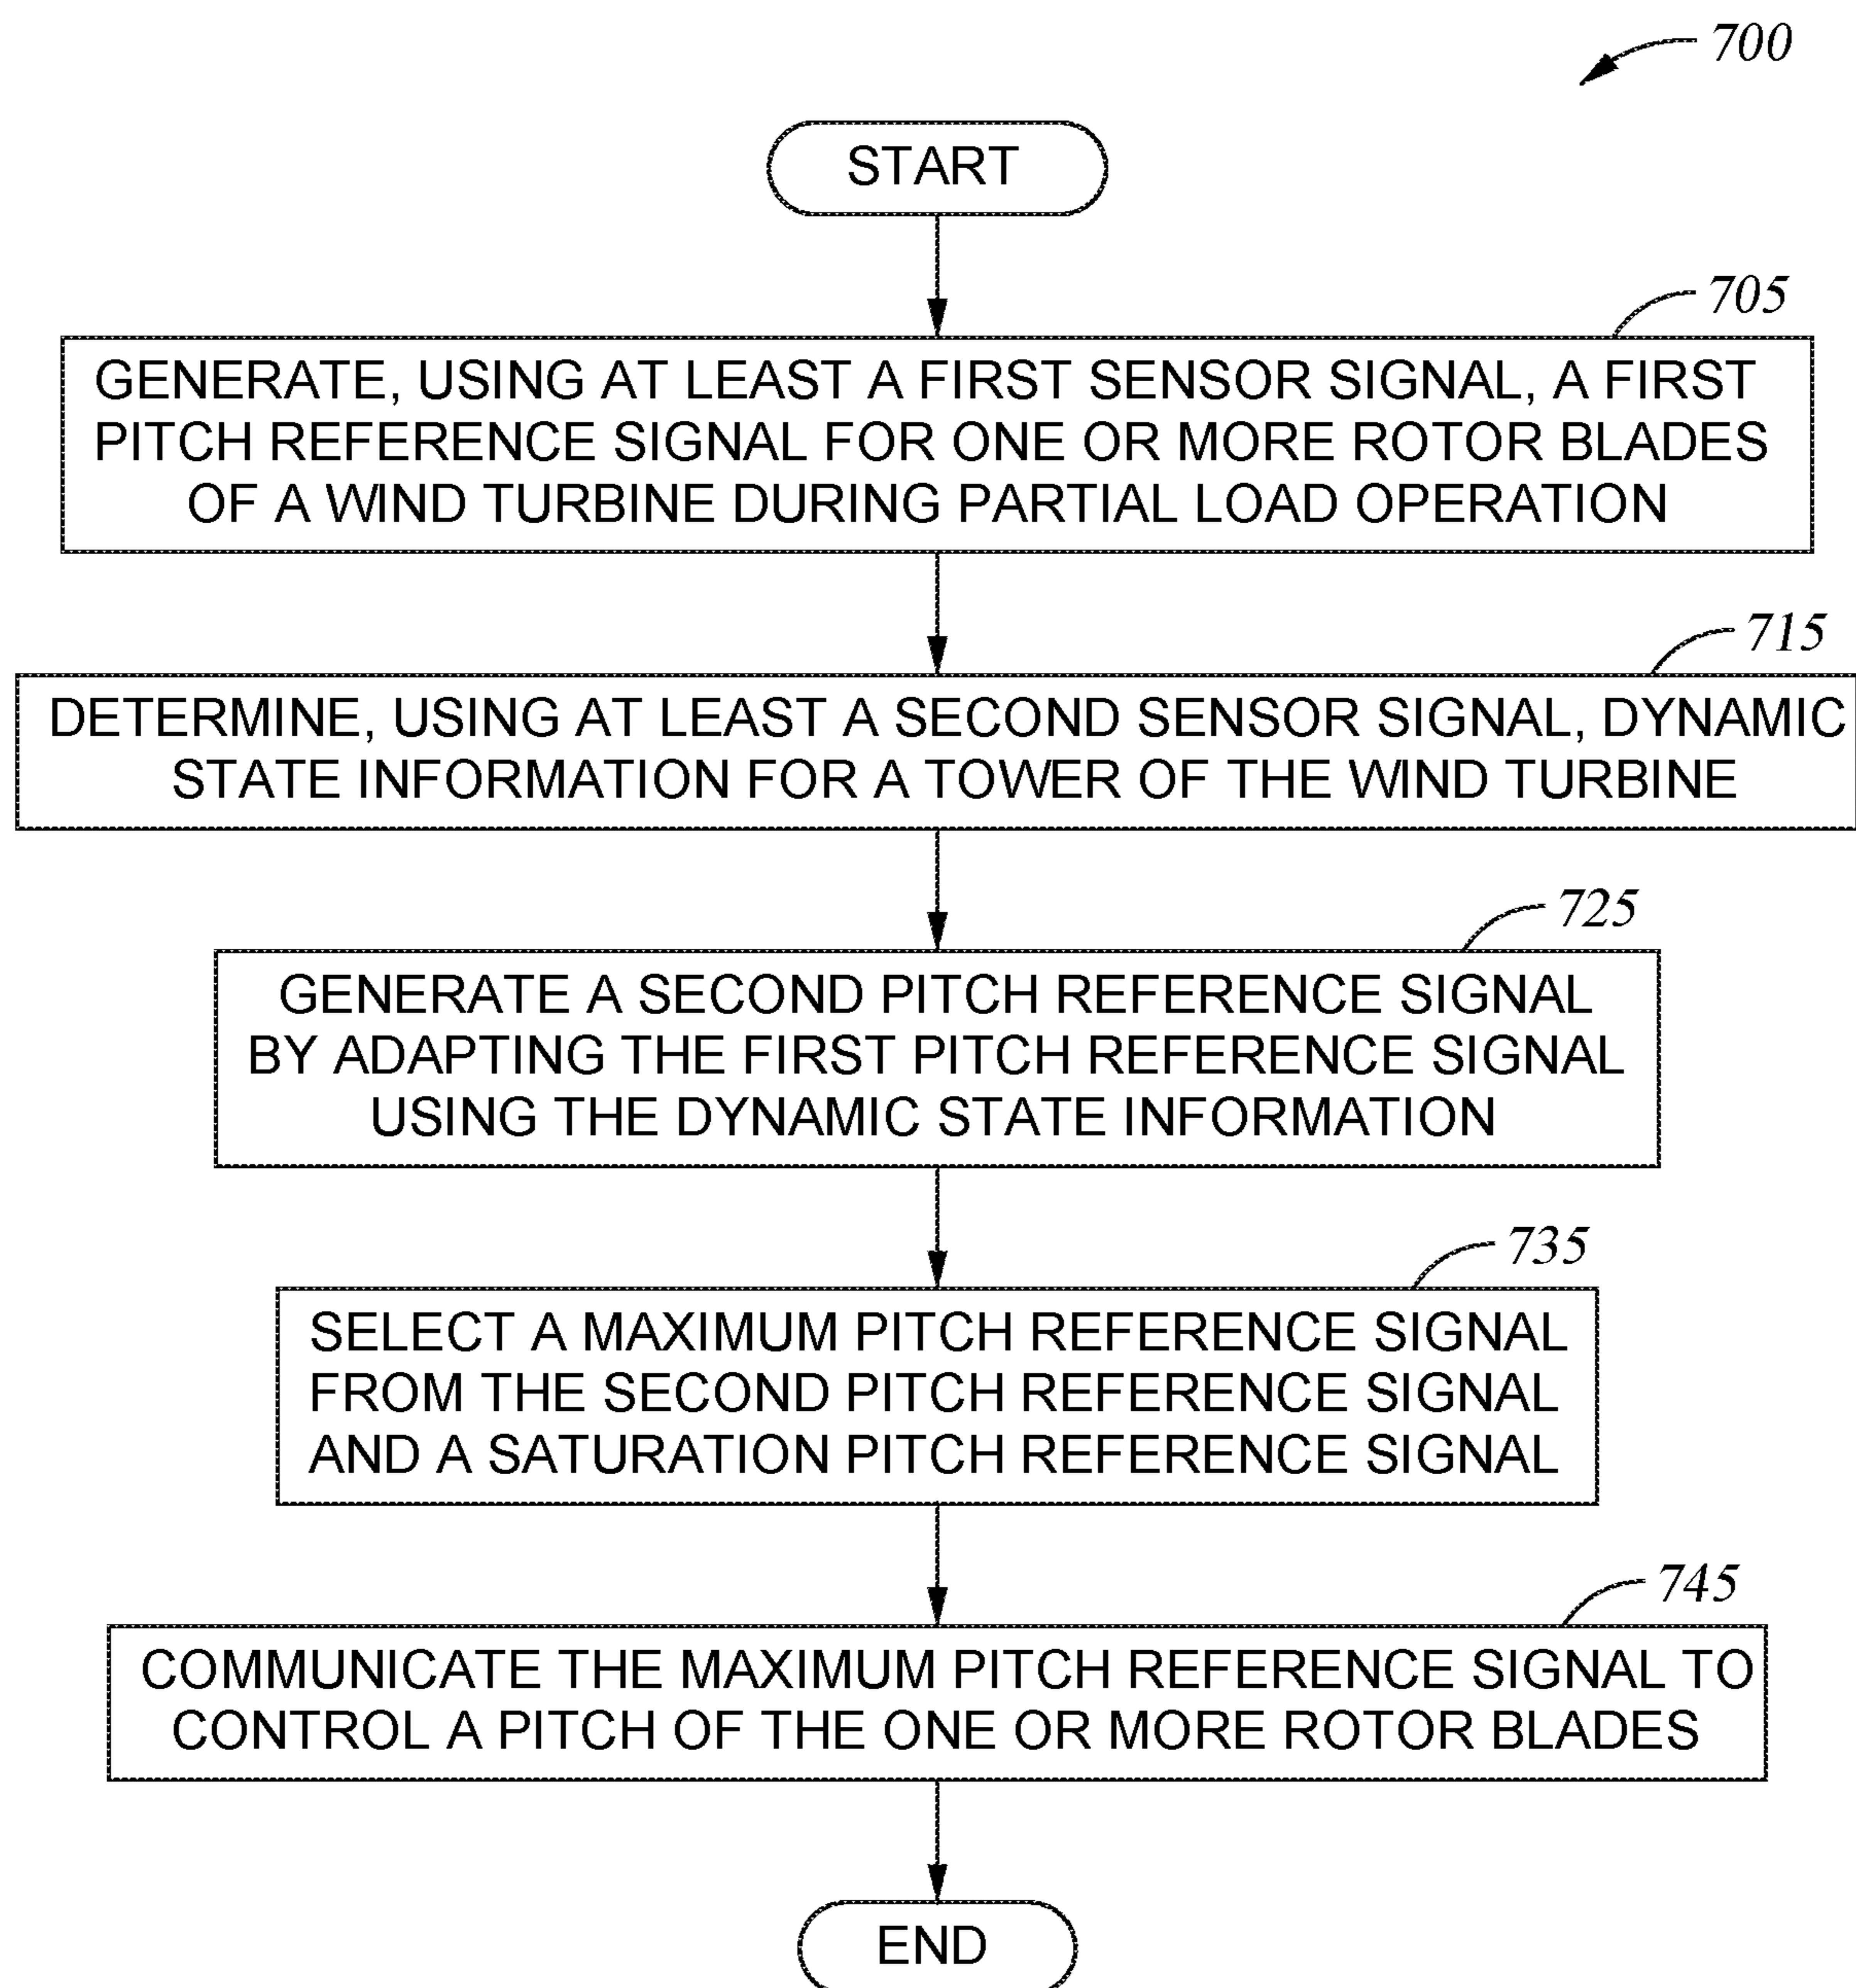 700
START
705
GENERATE, USING AT LEAST A FIRST SENSOR SIGNAL, A FIRST
PITCH REFERENCE SIGNAL FOR ONE OR MORE ROTOR BLADES
OF A WIND TURBINE DURING PARTIAL LOAD OPERATION
715
DETERMINE, USING AT LEAST A SECOND SENSOR SIGNAL, DYNAMIC
STATE INFORMATION FOR A TOWER OF THE WIND TURBINE
725
GENERATE A SECOND PITCH REFERENCE SIGNAL
BY ADAPTING THE FIRST PITCH REFERENCE SIGNAL
USING THE DYNAMIC STATE INFORMATION
735
SELECT A MAXIMUM PITCH REFERENCE SIGNAL
FROM THE SECOND PITCH REFERENCE SIGNAL
AND A SATURATION PITCH REFERENCE SIGNAL
745
COMMUNICATE THE MAXIMUM PITCH REFERENCE SIGNAL TO
CONTROL A PITCH OF THE ONE OR MORE ROTOR BLADES
END